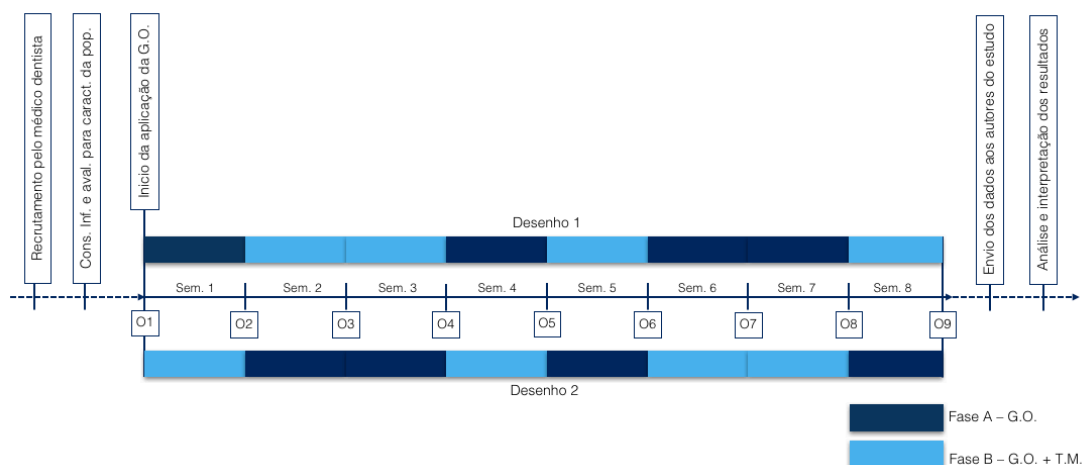 Recrutamento pelo médico dentista
Cons. Inf. e aval. para caract. da pop.
Inicio da aplicação da G.O.
Envio dos dados aos autores do estudo
Análise e interpretação dos resultados
Desenho 1
Sem. 1
Sem. 2
Sem. 3
Sem. 4
Sem. 5
Sem. 6
Sem. 7
Sem. 8
O1
O2
O3
O4
O5
O6
O7
O8
O9
Desenho 2
Fase A – G.O.
Fase B – G.O. + T.M.